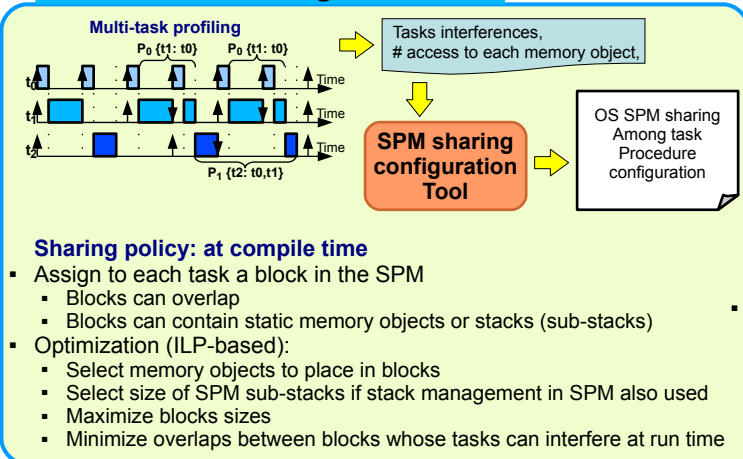 Multi-task profiling
P0 {t1: t0} P0 {t1: t0}
t0 Time
t1 Time
t2 Time
P1 {t2: t0,t1}
Tasks interferences,
# access to each memory object,
SPM sharing
configuration
Tool
OS SPM sharing
Among task
Procedure
configuration
Sharing policy: at compile time
▪ Assign to each task a block in the SPM
▪ Blocks can overlap
▪ Blocks can contain static memory objects or stacks (sub-stacks)
▪ Optimization (ILP-based):
▪ Select memory objects to place in blocks
▪ Select size of SPM sub-stacks if stack management in SPM also used
▪ Maximize blocks sizes
▪ Minimize overlaps between blocks whose tasks can interfere at run time